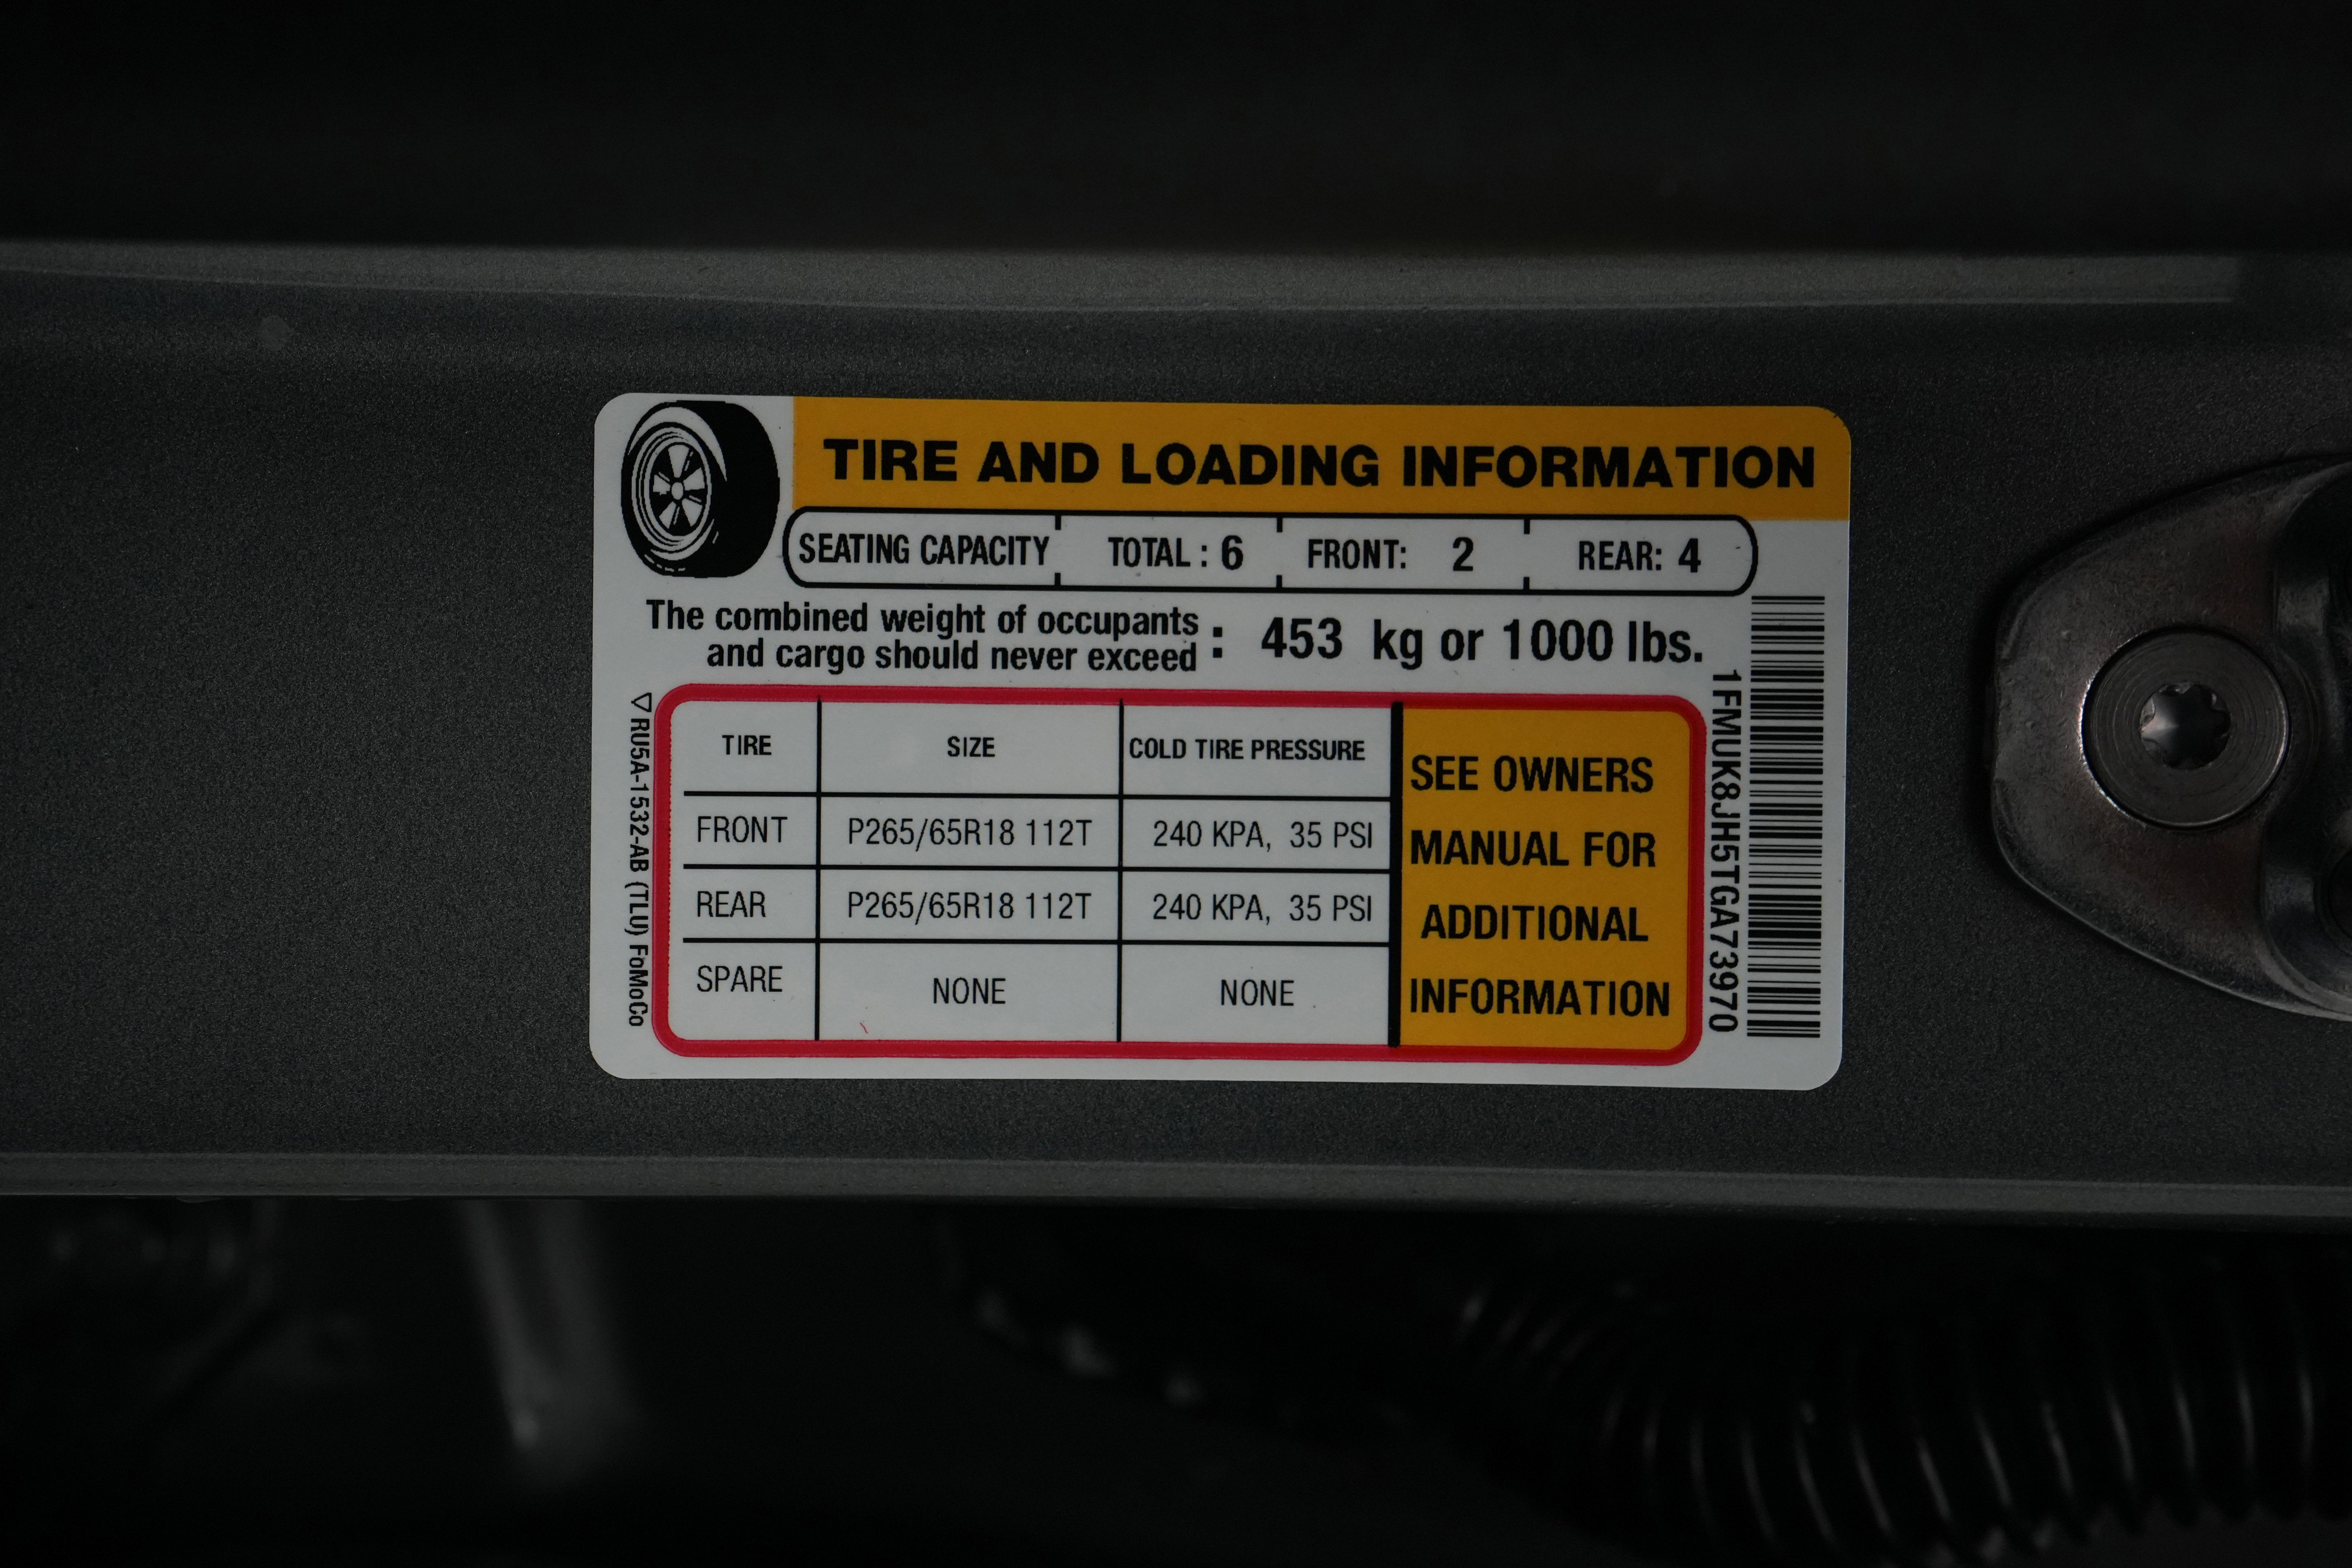 TIRE AND LOADING INFORMATION
SEATING CAPACITY TOTAL : 6 FRONT: 2 REAR: 4
The combined weight of occupants
and cargo should never exceed : 453 kg or 1000 lbs.
TIRE SIZE COLD TIRE PRESSURE
FRONT P265/65R18 112T 240 KPA, 35 PSI
REAR P265/65R18 112T 240 KPA, 35 PSI
SPARE NONE NONE
SEE OWNERS
MANUAL FOR
ADDITIONAL
INFORMATION
RU5A-1532-AB (TLU) FoMoCo
1FMUK8JH5TGA73970